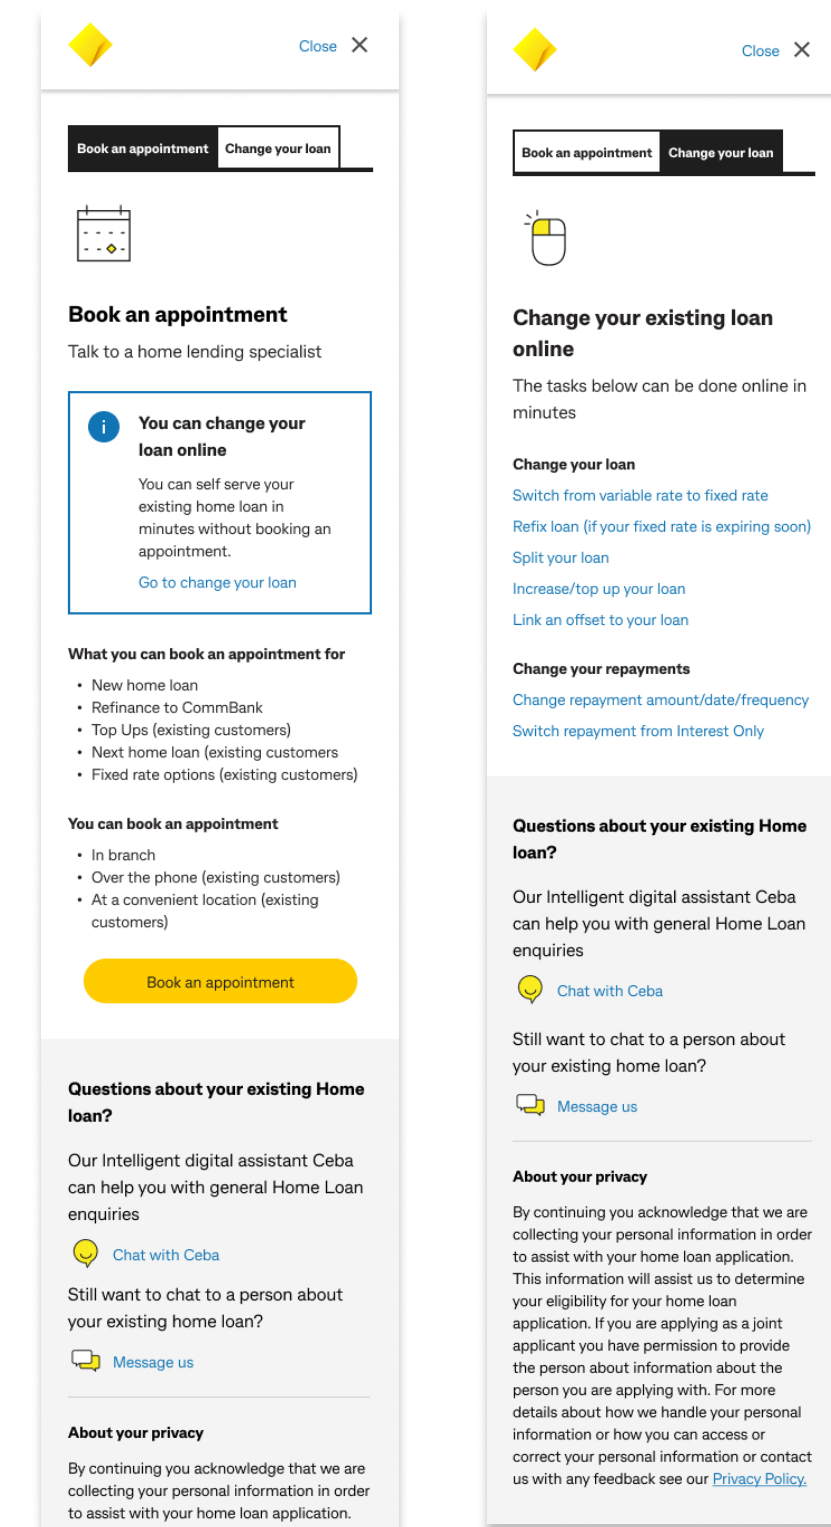 Close
Book an appointment
Change your loan
Book an appointment
Talk to a home lending specialist
i
You can change your
loan online
You can self serve your
existing home loan in
minutes without booking an
appointment.
Go to change your loan
What you can book an appointment for
• New home loan
• Refinance to CommBank
• Top Ups (existing customers)
• Next home loan (existing customers
• Fixed rate options (existing customers)
You can book an appointment
• In branch
• Over the phone (existing customers)
• At a convenient location (existing
customers)
Book an appointment
Questions about your existing Home
loan?
Our Intelligent digital assistant Ceba
can help you with general Home Loan
enquiries
Chat with Ceba
Still want to chat to a person about
your existing home loan?
Message us
About your privacy
By continuing you acknowledge that we are
collecting your personal information in order
to assist with your home loan application.
Close
Book an appointment
Change your loan
Change your existing loan
online
The tasks below can be done online in
minutes
Change your loan
Switch from variable rate to fixed rate
Refix loan (if your fixed rate is expiring soon)
Split your loan
Increase/top up your loan
Link an offset to your loan
Change your repayments
Change repayment amount/date/frequency
Switch repayment from Interest Only
Questions about your existing Home
loan?
Our Intelligent digital assistant Ceba
can help you with general Home Loan
enquiries
Chat with Ceba
Still want to chat to a person about
your existing home loan?
Message us
About your privacy
By continuing you acknowledge that we are
collecting your personal information in order
to assist with your home loan application.
This information will assist us to determine
your eligibility for your home loan
application. If you are applying as a joint
applicant you have permission to provide
the person about information about the
person you are applying with. For more
details about how we handle your personal
information or how you can access or
correct your personal information or contact
us with any feedback see our Privacy Policy.